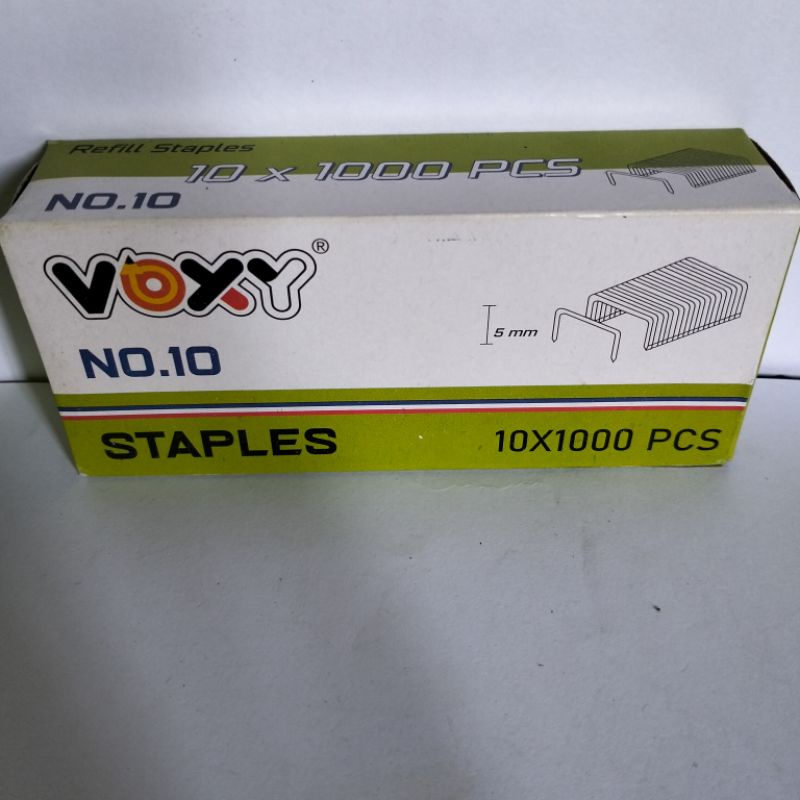 Refill Staples
10 x 1000 PCS
NO.10
VOXY®
5 mm
NO.10
STAPLES
10X1000 PCS